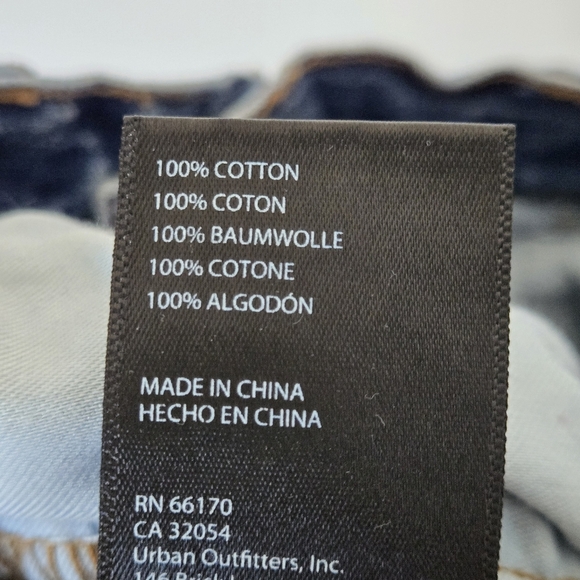 100% COTTON
100% COTON
100% BAUMWOLLE
100% COTONE
100% ALGODÓN
MADE IN CHINA
HECHO EN CHINA
RN 66170
CA 32054
Urban Outfitters, Inc.
146